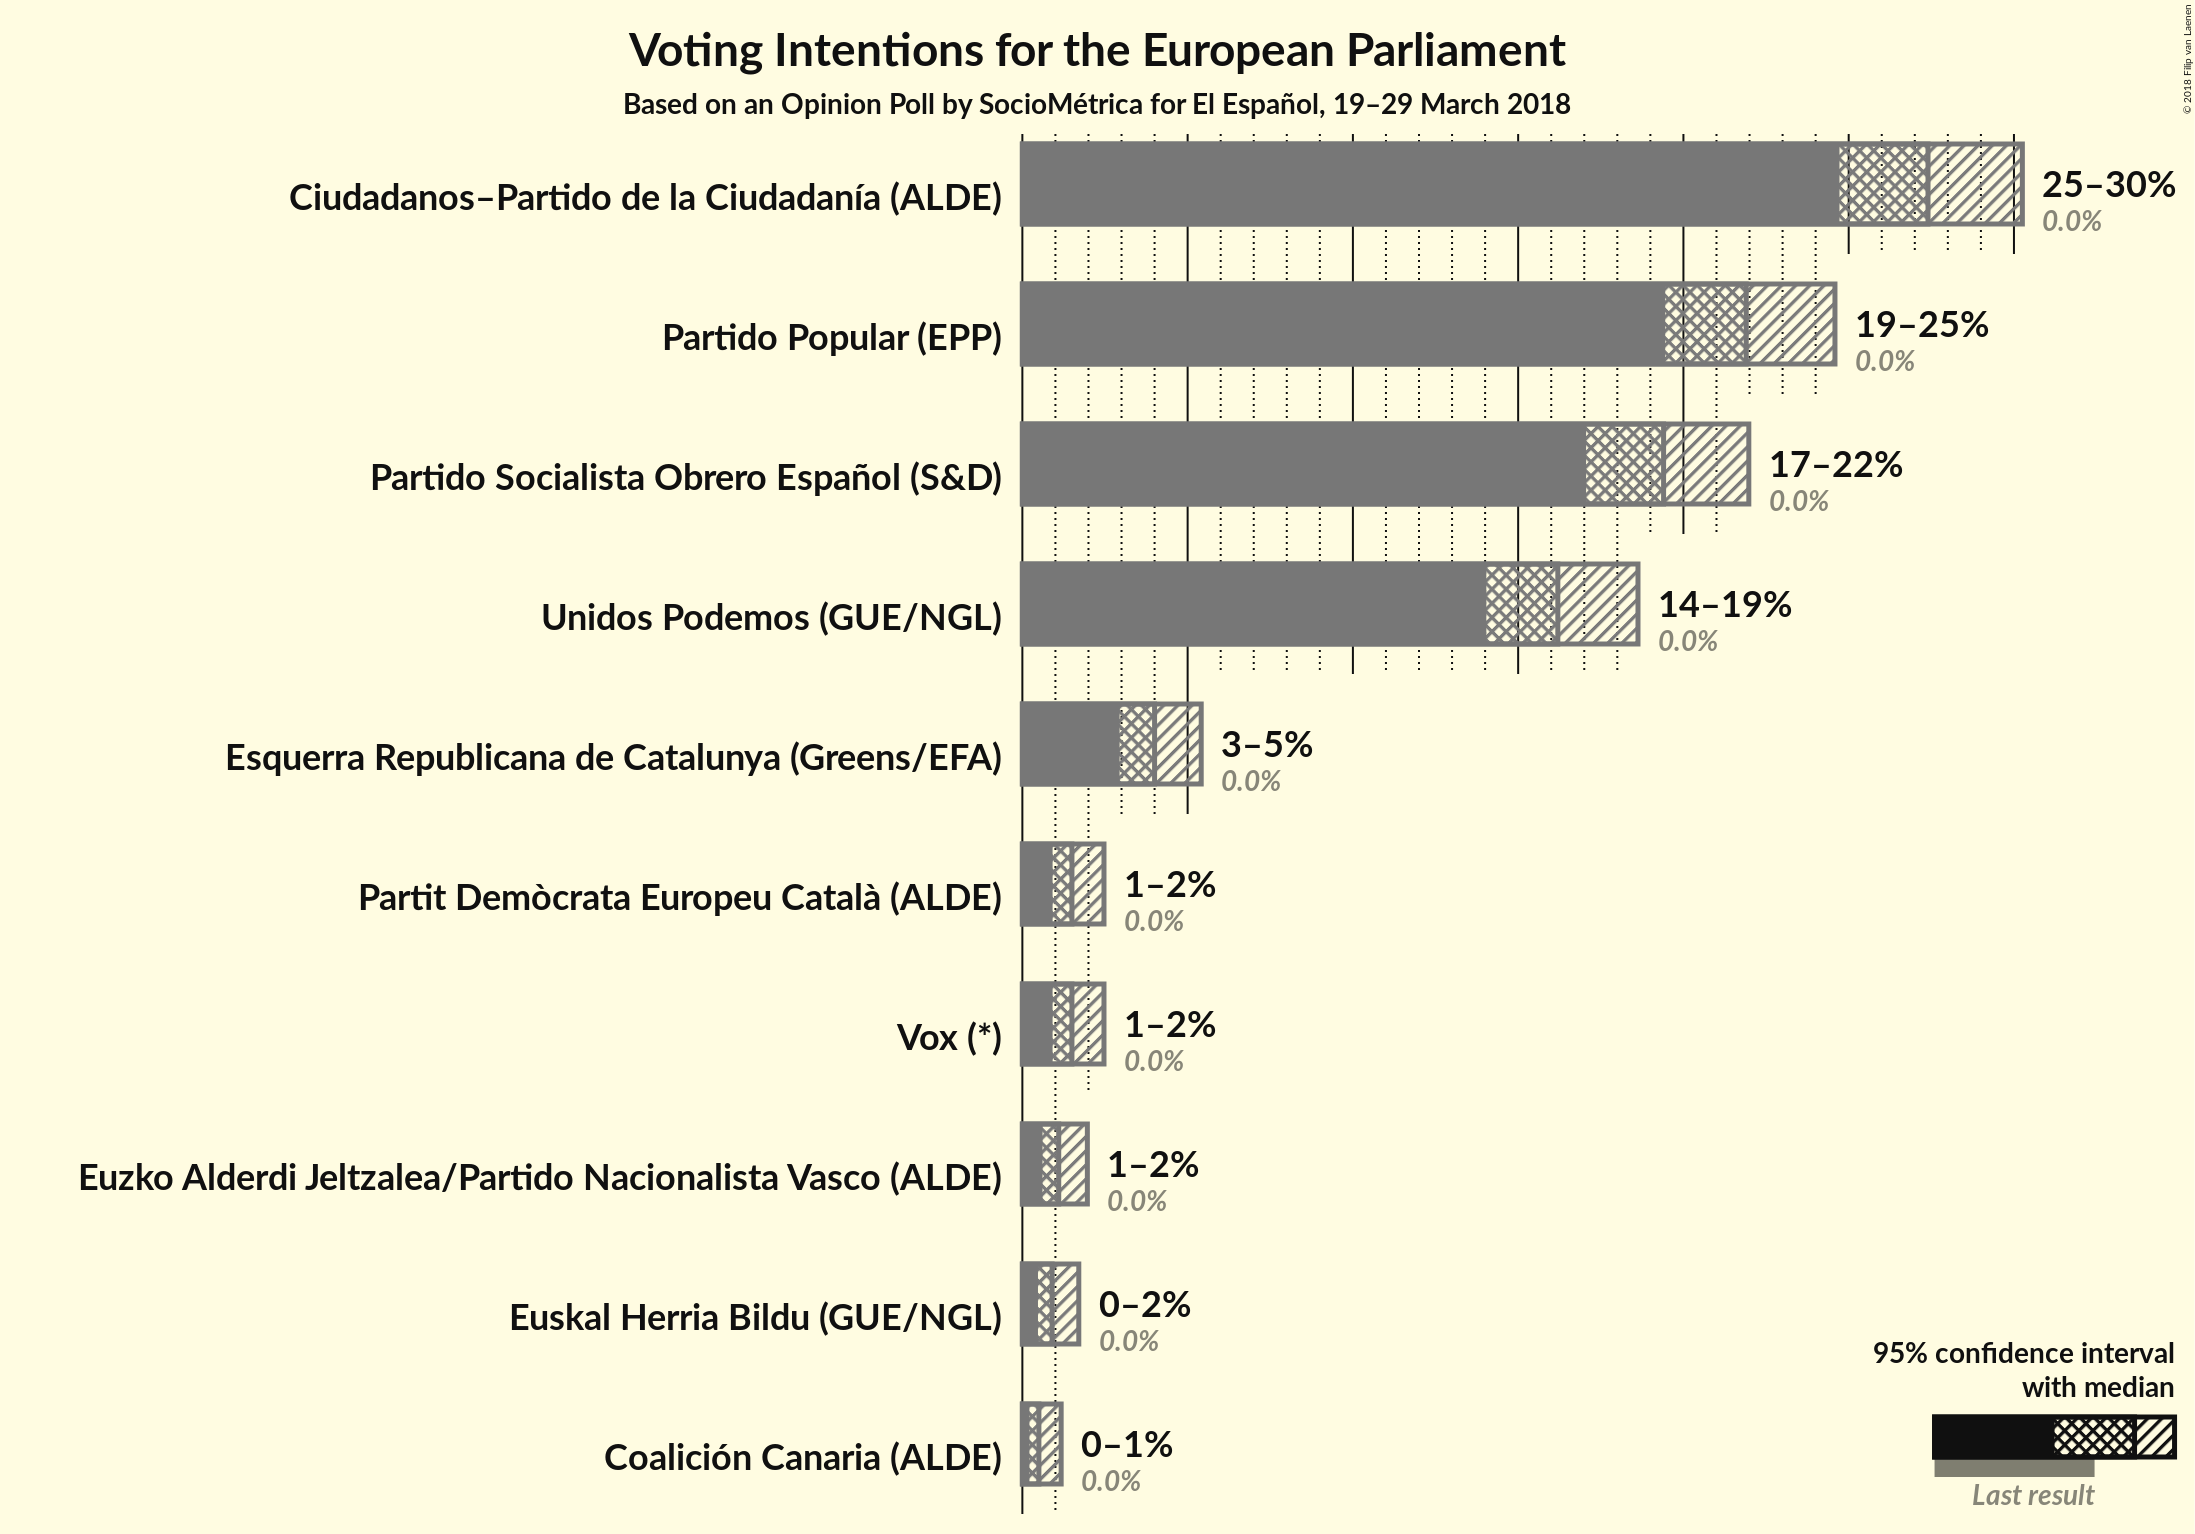 Voting Intentions for the European Parliament
Based on an Opinion Poll by SocioMétrica for El Español, 19–29 March 2018
© 2018 Filip van Laenen
Ciudadanos–Partido de la Ciudadanía (ALDE)
25–30%
0.0%
Partido Popular (EPP)
19–25%
0.0%
Partido Socialista Obrero Español (S&D)
17–22%
0.0%
Unidos Podemos (GUE/NGL)
14–19%
0.0%
Esquerra Republicana de Catalunya (Greens/EFA)
3–5%
0.0%
Partit Demòcrata Europeu Català (ALDE)
1–2%
0.0%
Vox (*)
1–2%
0.0%
Euzko Alderdi Jeltzalea/Partido Nacionalista Vasco (ALDE)
1–2%
0.0%
Euskal Herria Bildu (GUE/NGL)
0–2%
0.0%
Coalición Canaria (ALDE)
0–1%
0.0%
95% confidence interval
with median
Last result